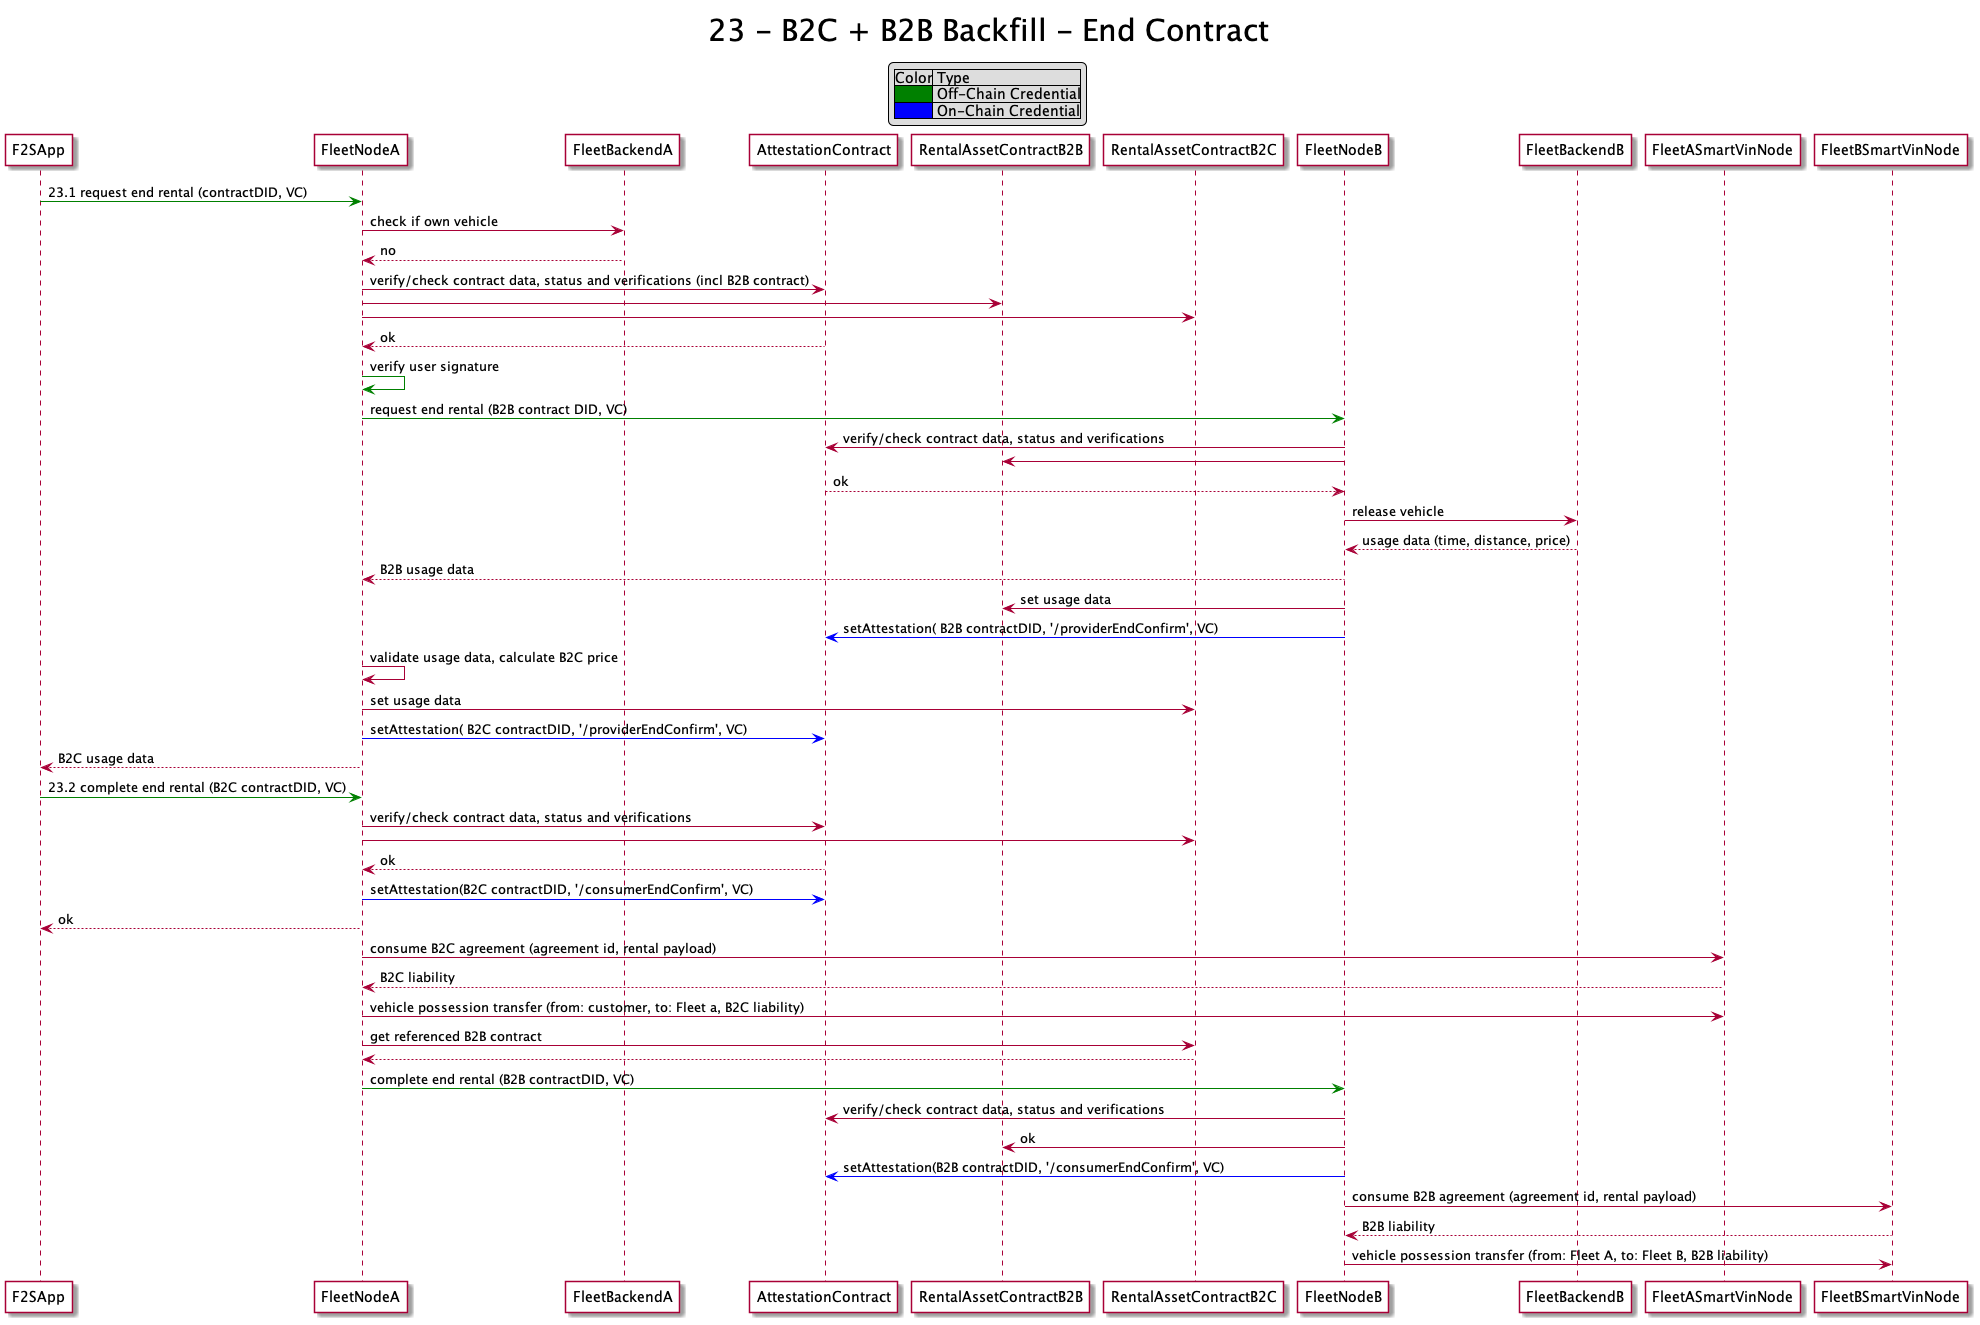 23 - B2C + B2B Backfill - End Contract
Color Type
Off-Chain Credential
On-Chain Credential
F2SApp FleetNodeA FleetBackendA AttestationContract RentalAssetContractB2B RentalAssetContractB2C FleetNodeB FleetBackendB FleetASmartVinNode FleetBSmartVinNode
23.1 request end rental (contractDID, VC)
check if own vehicle
no
verify/check contract data, status and verifications (incl B2B contract)
ok
verify user signature
request end rental (B2B contract DID, VC)
verify/check contract data, status and verifications
ok
release vehicle
usage data (time, distance, price)
B2B usage data
set usage data
setAttestation( B2B contractDID, '/providerEndConfirm', VC)
validate usage data, calculate B2C price
set usage data
setAttestation( B2C contractDID, '/providerEndConfirm', VC)
B2C usage data
23.2 complete end rental (B2C contractDID, VC)
verify/check contract data, status and verifications
ok
setAttestation(B2C contractDID, '/consumerEndConfirm', VC)
ok
consume B2C agreement (agreement id, rental payload)
B2C liability
vehicle possession transfer (from: customer, to: Fleet a, B2C liability)
get referenced B2B contract
complete end rental (B2B contractDID, VC)
verify/check contract data, status and verifications
ok
setAttestation(B2B contractDID, '/consumerEndConfirm', VC)
consume B2B agreement (agreement id, rental payload)
B2B liability
vehicle possession transfer (from: Fleet A, to: Fleet B, B2B liability)
F2SApp FleetNodeA FleetBackendA AttestationContract RentalAssetContractB2B RentalAssetContractB2C FleetNodeB FleetBackendB FleetASmartVinNode FleetBSmartVinNode